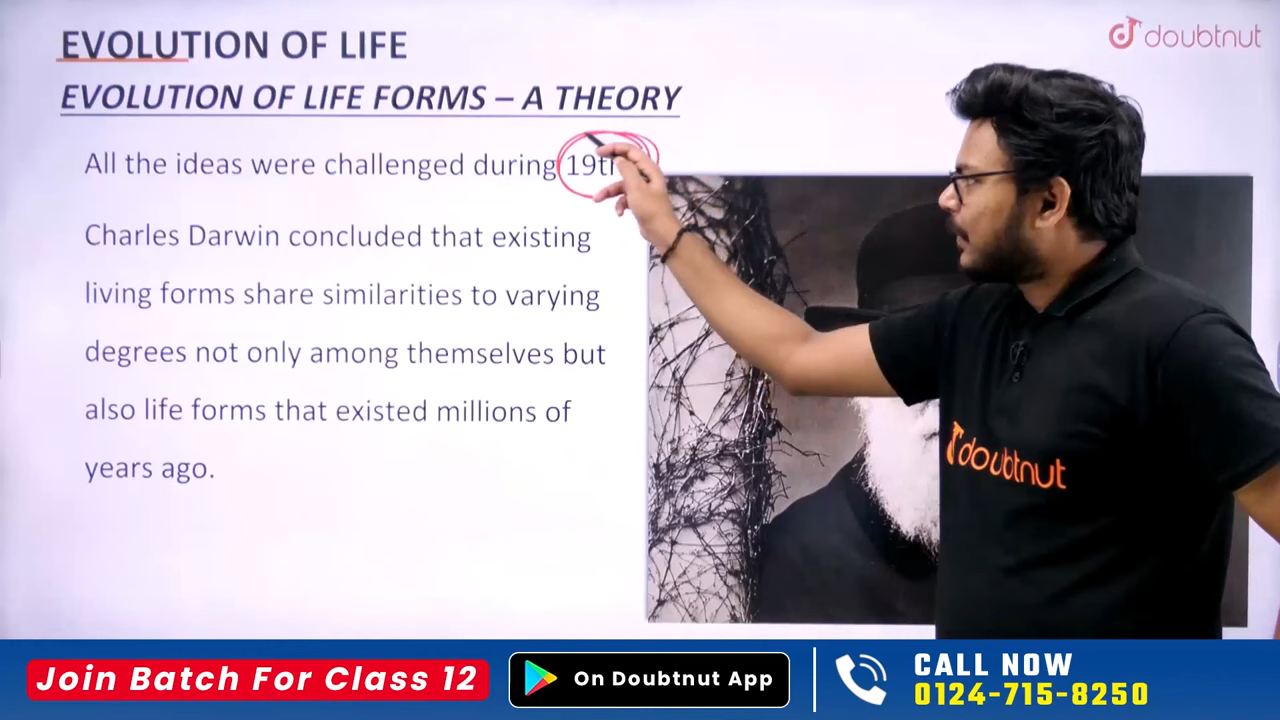 EVOLUTION OF LIFE
doubtnut
EVOLUTION OF LIFE FORMS – A THEORY
All the ideas were challenged during
Charles Darwin concluded that existing
living forms share similarities to varying
degrees not only among themselves but
also life forms that existed millions of
years ago.
doubtnut
Join Batch For Class 12
On Doubtnut App
CALL NOW
0124-715-8250